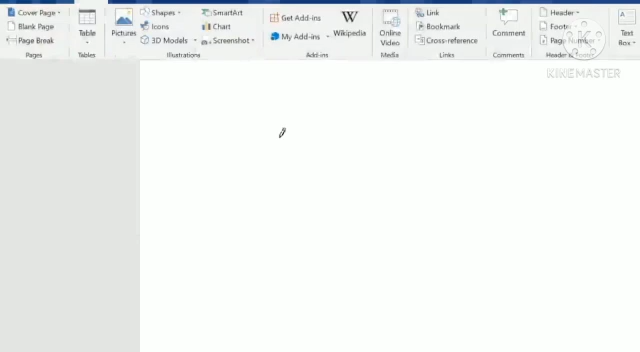 Cover Page Shapes SmartArt Get Add-ins Link Header
Blank Page Table Pictures Icons Chart Wikipedia Online Video Bookmark Comment Text Box
Page Break 3D Models Screenshot My Add-ins Cross-reference Page Number
Pages Tables Illustrations Add-ins Media Links Comments
KINEMASTER